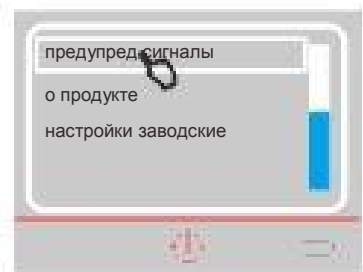 предупред.сигналы
о продукте
настройки заводские